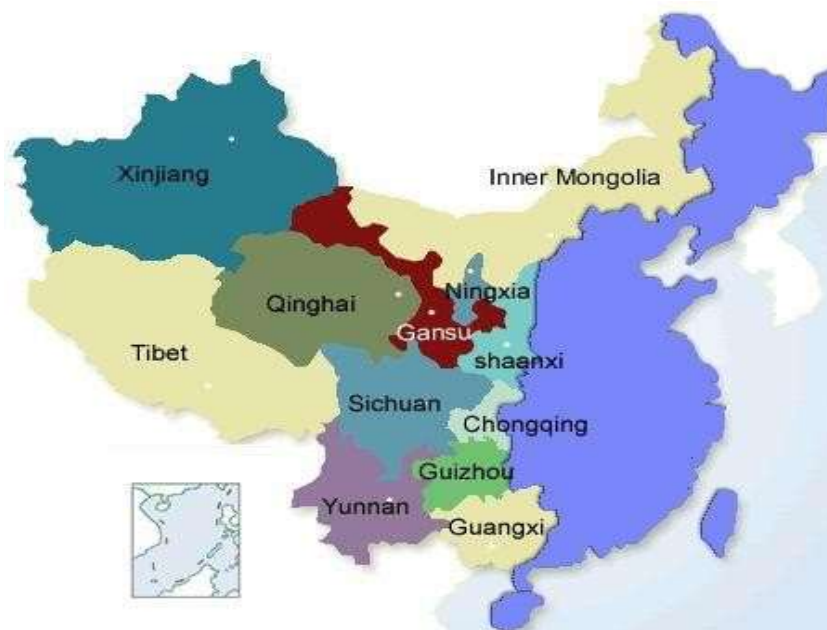 Xinjiang
Inner Mongolia
Ningxia
Qinghai
Gansu
Tibet
shaanxi
Sichuan
Chongqing
Guizhou
Yunnan
Guangxi